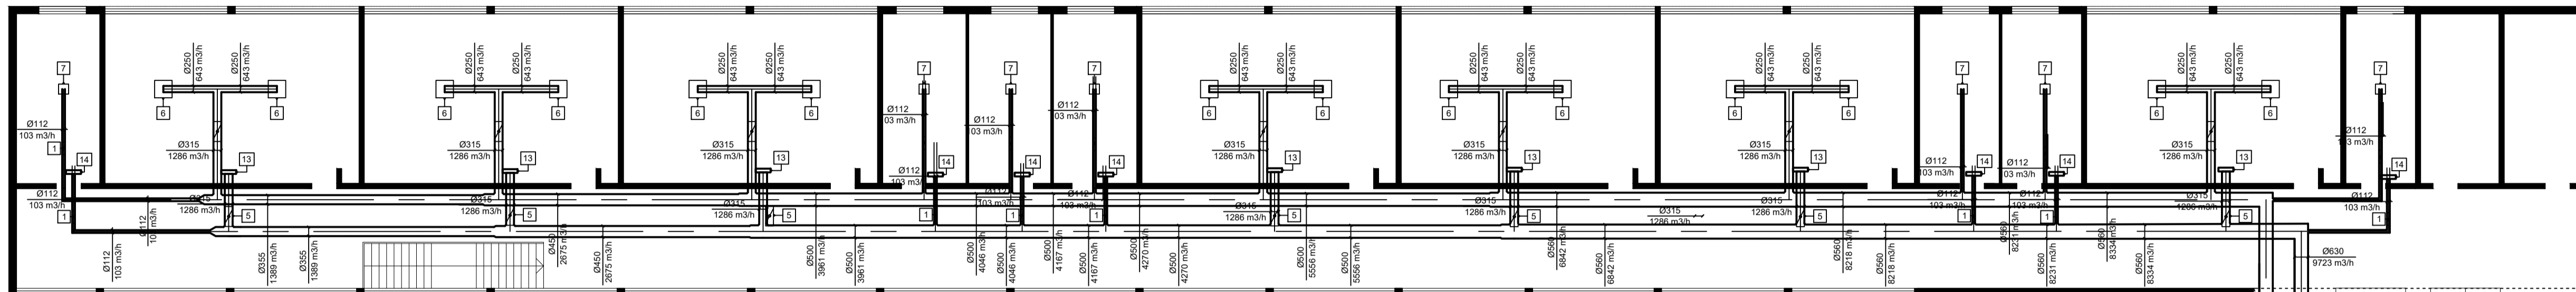 Ø250
643 m3/h
Ø250
643 m3/h
Ø250
643 m3/h
Ø250
643 m3/h
Ø250
643 m3/h
Ø250
643 m3/h
Ø250
643 m3/h
Ø250
643 m3/h
Ø250
643 m3/h
Ø250
643 m3/h
Ø250
643 m3/h
Ø250
643 m3/h
Ø250
643 m3/h
Ø250
643 m3/h
7
7
7
7
7
7
7
6
6
6
6
6
6
6
6
6
6
6
6
6
6
Ø112
103 m3/h
Ø112
03 m3/h
Ø112
03 m3/h
Ø112
03 m3/h
Ø112
03 m3/h
1
14
Ø315
1286 m3/h
13
Ø315
1286 m3/h
13
Ø315
1286 m3/h
13
Ø112
03 m3/h
14
14
14
Ø315
1286 m3/h
13
Ø315
1286 m3/h
13
Ø315
1286 m3/h
13
Ø112
103 m3/h
14
Ø112
03 m3/h
14
Ø315
1286 m3/h
13
14
Ø112
103 m3/h
1
Ø112
103 m3/h
Ø315
1286 m3/h
5
Ø315
1286 m3/h
5
Ø315
1286 m3/h
5
1
Ø112
103 m3/h
1
Ø112
103 m3/h
1
Ø315
1286 m3/h
5
Ø315
1286 m3/h
5
Ø315
1286 m3/h
Ø315
1286 m3/h
5
Ø112
103 m3/h
1
Ø112
103 m3/h
1
Ø315
1286 m3/h
5
Ø112
103 m3/h
1
Ø112
103 m3/h
Ø355
1389 m3/h
Ø355
1389 m3/h
Ø450
2675 m3/h
Ø450
2675 m3/h
Ø500
3961 m3/h
Ø500
3961 m3/h
Ø500
4046 m3/h
Ø500
4046 m3/h
Ø500
4167 m3/h
Ø500
4167 m3/h
Ø500
4270 m3/h
Ø500
4270 m3/h
Ø500
5556 m3/h
Ø500
5556 m3/h
Ø560
6842 m3/h
Ø560
6842 m3/h
Ø560
8218 m3/h
Ø560
8218 m3/h
Ø560
8231 m3/h
Ø560
8231 m3/h
Ø560
8334 m3/h
Ø560
8334 m3/h
Ø630
9723 m3/h